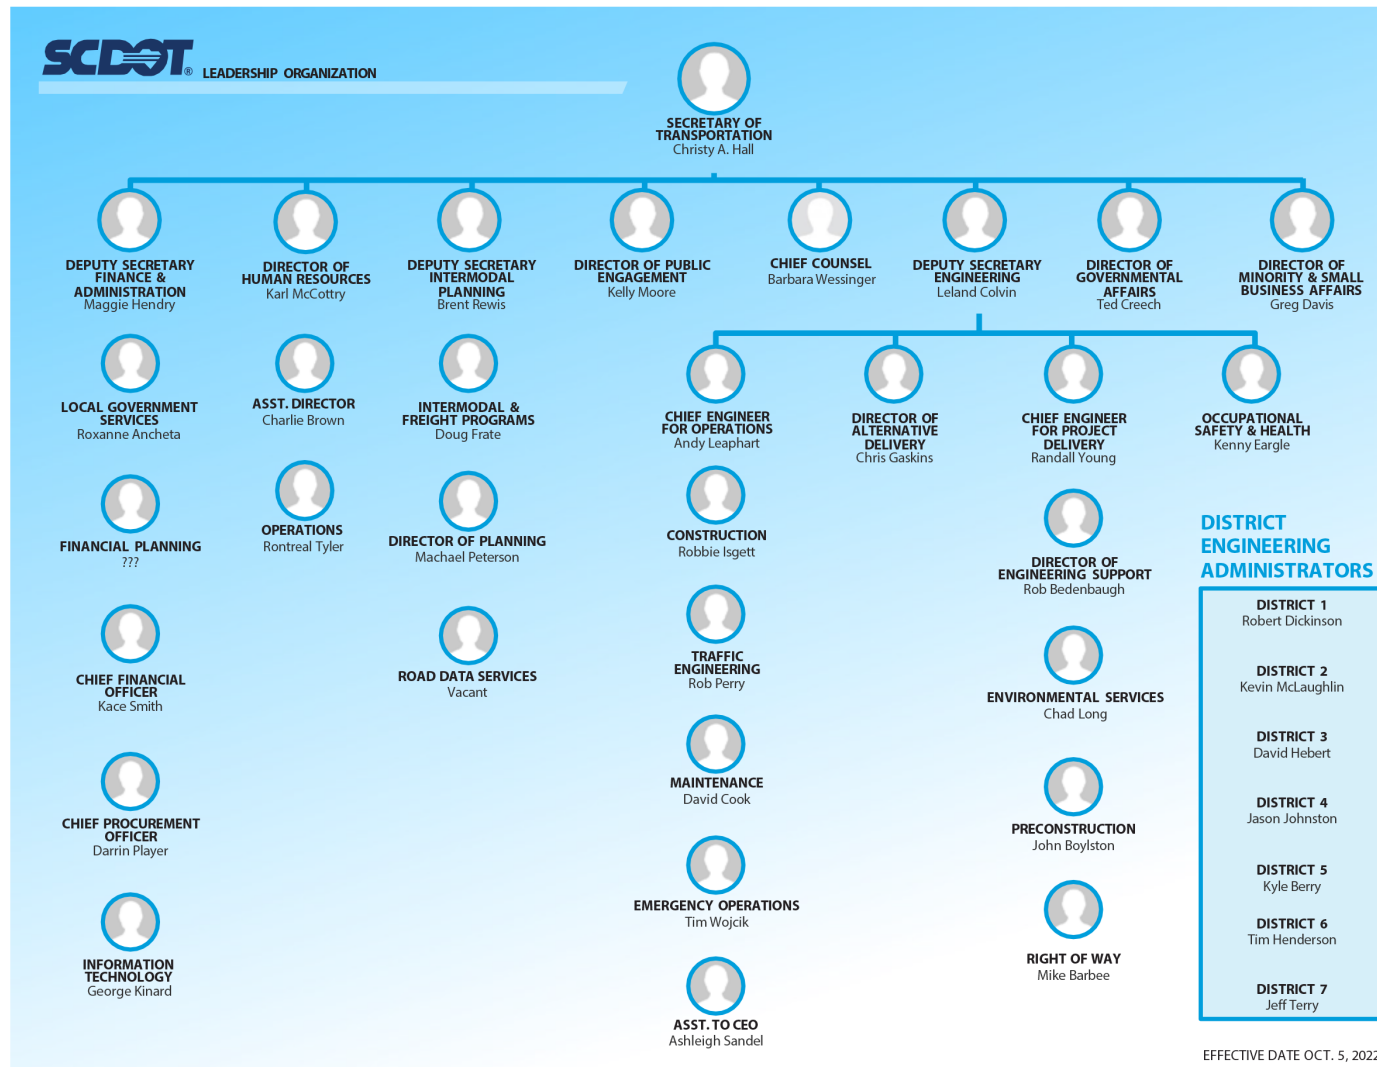 SCDOT®
LEADERSHIP ORGANIZATION
SECRETARY OF
TRANSPORTATION
Christy A. Hall
DEPUTY SECRETARY
FINANCE &
ADMINISTRATION
Maggie Hendry
DIRECTOR OF
HUMAN RESOURCES
Karl McCottry
DEPUTY SECRETARY
INTERMODAL
PLANNING
Brent Rewis
DIRECTOR OF PUBLIC
ENGAGEMENT
Kelly Moore
CHIEF COUNSEL
Barbara Wessinger
DEPUTY SECRETARY
ENGINEERING
Leland Colvin
DIRECTOR OF
GOVERNMENTAL
AFFAIRS
Ted Creech
DIRECTOR OF
MINORITY & SMALL
BUSINESS AFFAIRS
Greg Davis
LOCAL GOVERNMENT
SERVICES
Roxanne Ancheta
FINANCIAL PLANNING
???
CHIEF FINANCIAL
OFFICER
Kace Smith
CHIEF PROCUREMENT
OFFICER
Darrin Player
INFORMATION
TECHNOLOGY
George Kinard
ASST. DIRECTOR
Charlie Brown
OPERATIONS
Rontreal Tyler
INTERMODAL &
FREIGHT PROGRAMS
Doug Frate
DIRECTOR OF PLANNING
Machael Peterson
ROAD DATA SERVICES
Vacant
CHIEF ENGINEER
FOR OPERATIONS
Andy Leaphart
CONSTRUCTION
Robbie Isgett
TRAFFIC
ENGINEERING
Rob Perry
MAINTENANCE
David Cook
EMERGENCY OPERATIONS
Tim Wojcik
ASST. TO CEO
Ashleigh Sandel
DIRECTOR OF
ALTERNATIVE
DELIVERY
Chris Gaskins
CHIEF ENGINEER
FOR PROJECT
DELIVERY
Randall Young
DIRECTOR OF
ENGINEERING SUPPORT
Rob Bedenbaugh
ENVIRONMENTAL SERVICES
Chad Long
PRECONSTRUCTION
John Boylston
RIGHT OF WAY
Mike Barbee
OCCUPATIONAL
SAFETY & HEALTH
Kenny Eargle
DISTRICT
ENGINEERING
ADMINISTRATORS
DISTRICT 1
Robert Dickinson
DISTRICT 2
Kevin McLaughlin
DISTRICT 3
David Hebert
DISTRICT 4
Jason Johnston
DISTRICT 5
Kyle Berry
DISTRICT 6
Tim Henderson
DISTRICT 7
Jeff Terry
EFFECTIVE DATE OCT. 5, 2022